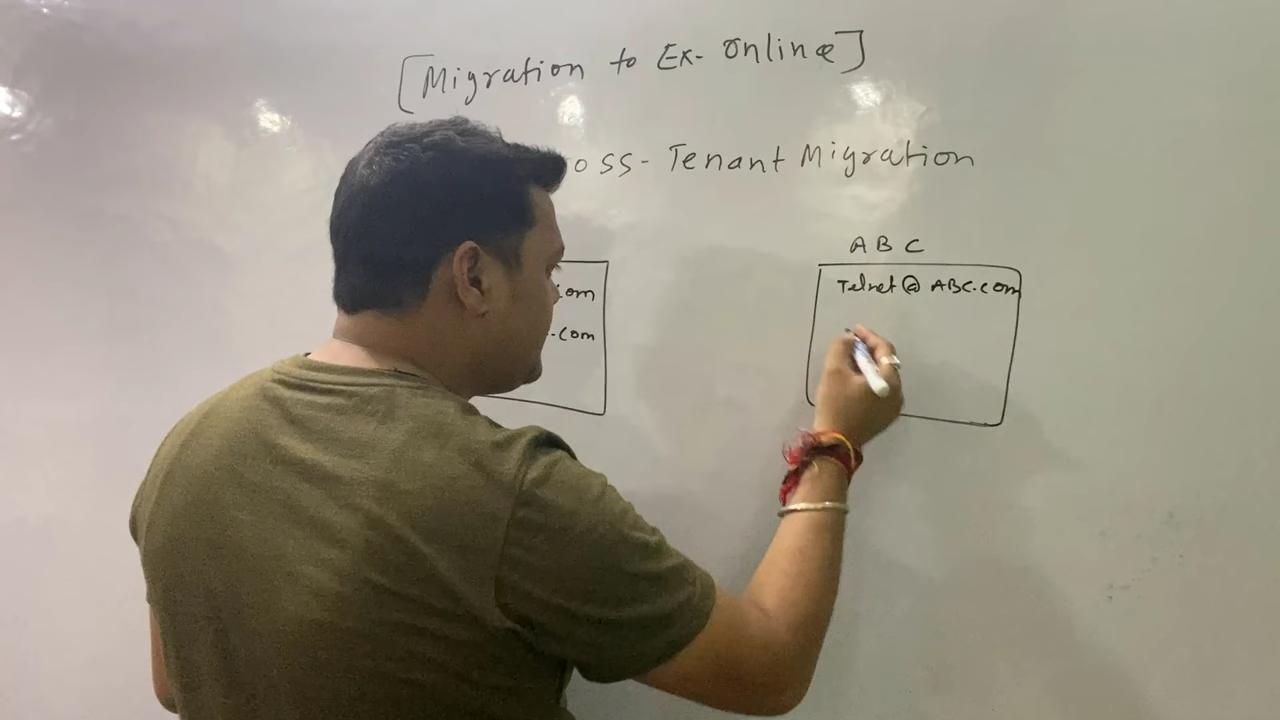 [Migration to Ex- online]
oss- Tenant Migration
A B C
.com
Telnet@ ABC.com
.com